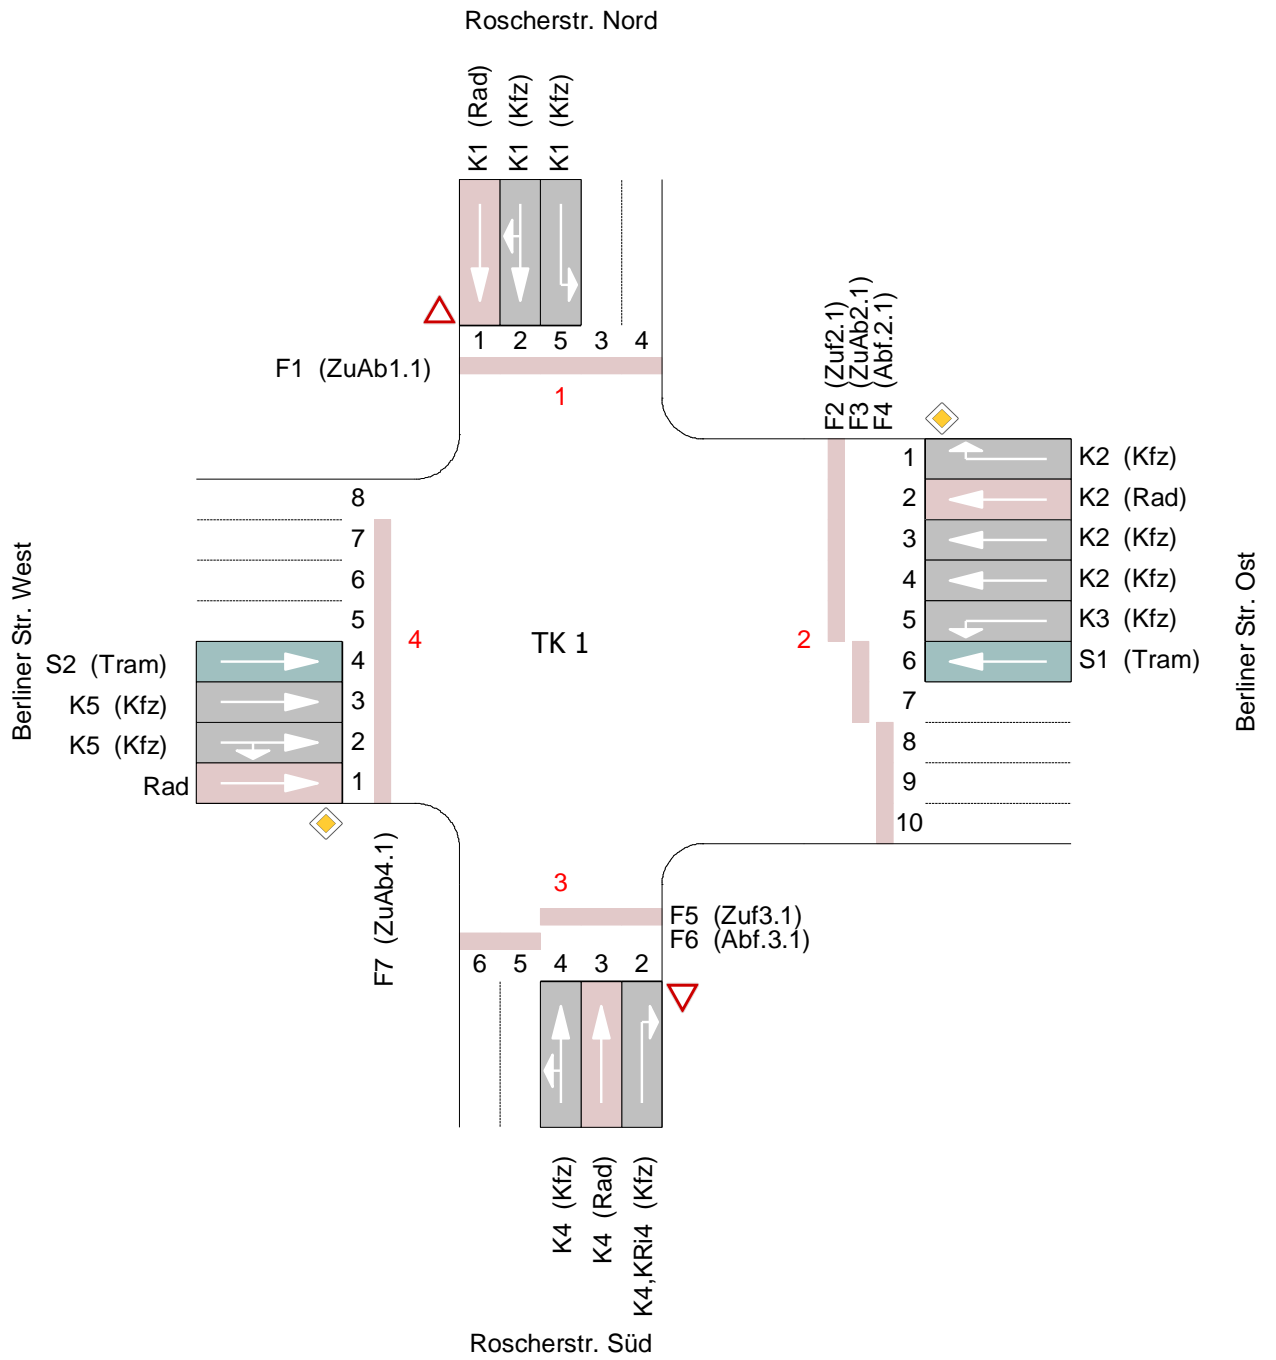 Roscherstr. Nord
K1 (Rad)
K1 (Kfz)
K1 (Kfz)
1 2 5 3 4
F1 (ZuAb1.1)
1
F2 (Zuf2.1)
F3 (ZuAb2.1)
F4 (Abf.2.1)
1 K2 (Kfz)
2 K2 (Rad)
3 K2 (Kfz)
4 K2 (Kfz)
5 K3 (Kfz)
6 S1 (Tram)
7
8
9
10
Berliner Str. Ost
2
TK 1
4
Berliner Str. West
8
7
6
5
S2 (Tram) 4
K5 (Kfz) 3
K5 (Kfz) 2
Rad 1
F7 (ZuAb4.1)
3
F5 (Zuf3.1)
F6 (Abf.3.1)
6 5 4 3 2
K4 (Kfz)
K4 (Rad)
K4,KRi4 (Kfz)
Roscherstr. Süd